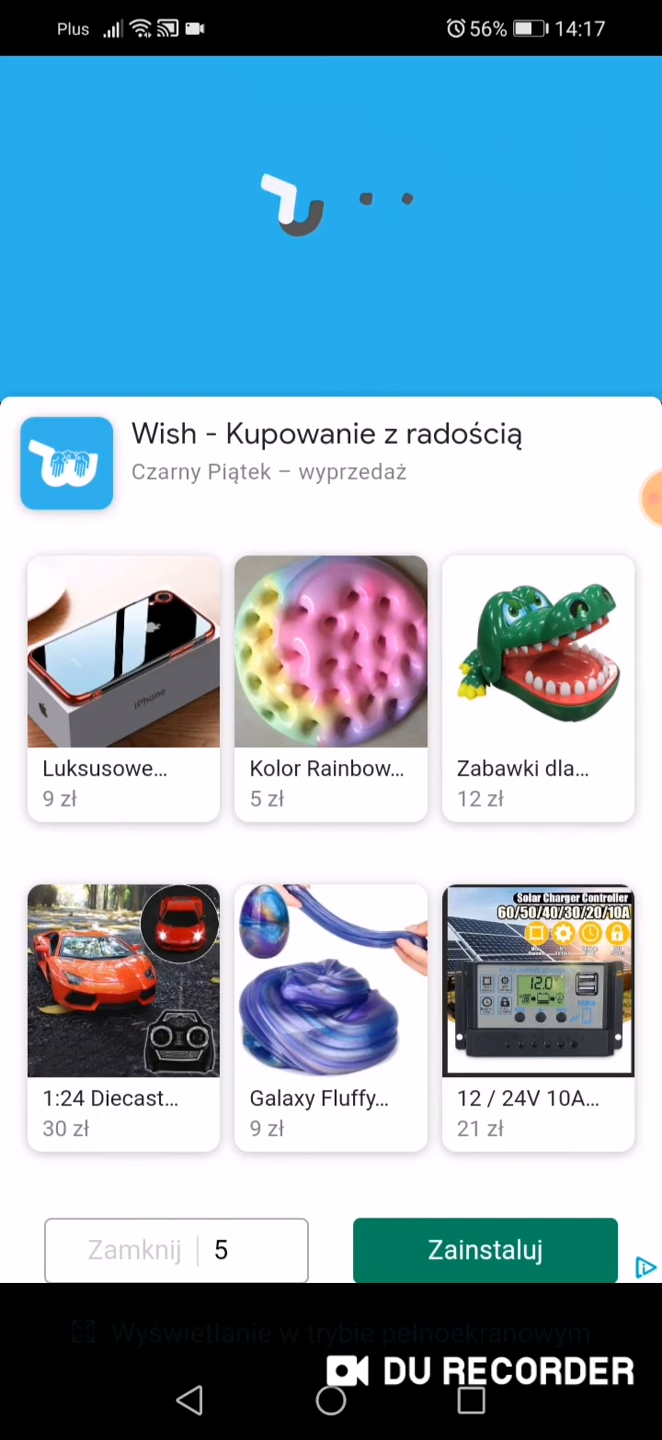 Plus 56% 14:17
Wish - Kupowanie z radością
Czarny Piątek – wyprzedaż
iPhone
Luksusowe...
9 zł
Kolor Rainbow...
5 zł
Zabawki dla...
12 zł
Solar Charger Controller
60/50/40/30/20/10A
12.0
1:24 Diecast...
30 zł
Galaxy Fluffy...
9 zł
12 / 24V 10A...
21 zł
Zamknij 5
Zainstaluj
Wyświetlanie w trybie pełnoekranowym
DU RECORDER